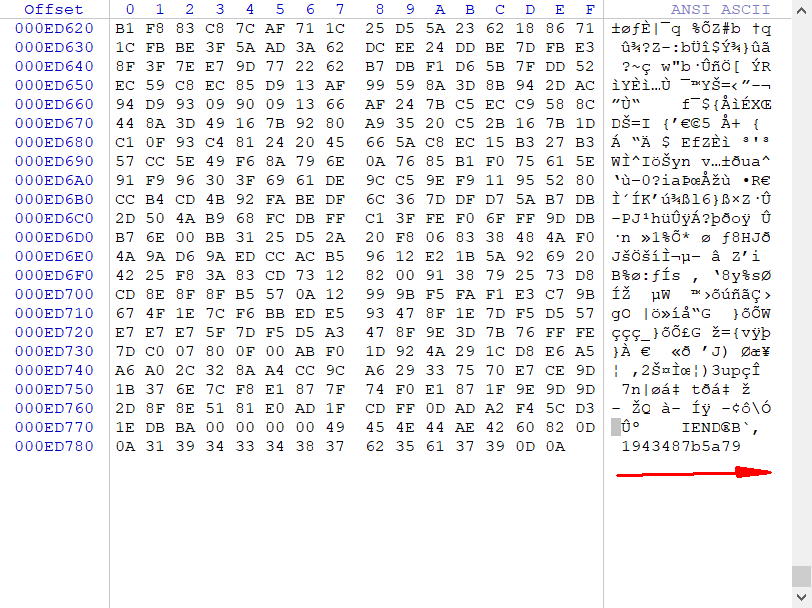 Offset 0 1 2 3 4 5 6 7 8 9 A B C D E F ANSI ASCII
000ED620 B1 F8 83 C8 7C AF 71 1C 25 D5 5A 23 62 18 86 71 ±øƒÈ|¯q %ÕZ#b †q
000ED630 1C FB BE 3F 5A AD 3A 62 DC EE 24 DD BE 7D FB E3 û¾?Z-:bÜî$Ý¾}ûã
000ED640 8F 3F 7E E7 9D 77 22 62 B7 DB F1 D6 5B 7F DD 52 ?~ç w"b·ÛñÖ[ ÝR
000ED650 EC 59 C8 EC 85 D9 13 AF 99 59 8A 3D 8B 94 2D AC ìYÈì…Ù ¯™YŠ=‹”-¬
000ED660 94 D9 93 09 90 09 13 66 AF 24 7B C5 EC C9 58 8C ”Ù“ f¯${ÅìÉXŒ
000ED670 44 8A 3D 49 16 7B 92 80 A9 35 20 C5 2B 16 7B 1D DŠ=I {’€©5 Å+ {
000ED680 C1 0F 93 C4 81 24 20 45 66 5A C8 EC 15 B3 27 B3 Á “Ä $ EfZÈì ³'³
000ED690 57 CC 5E 49 F6 8A 79 6E 0A 76 85 B1 F0 75 61 5E WÌ^IöŠyn v…±ðua^
000ED6A0 91 F9 96 30 3F 69 61 DE 9C C5 9E F9 11 95 52 80 ‘ù–0?iaÞœÅžù •R€
000ED6B0 CC B4 CD 4B 92 FA BE DF 6C 36 7D DF D7 5A B7 DB Ì´ÍK’ú¾ßl6}ß×Z·Û
000ED6C0 2D 50 4A B9 68 FC DB FF C1 3F FE F0 6F FF 9D DB -PJ¹hüÛÿÁ?þðoÿ Û
000ED6D0 B7 6E 00 BB 31 25 D5 2A 20 F8 06 83 38 48 4A F0 ·n »1%Õ* ø ƒ8HJð
000ED6E0 4A 9A D6 9A ED CC AC B5 96 12 E2 1B 5A 92 69 20 JšÖšíÌ¬µ– â Z’i
000ED6F0 42 25 F8 3A 83 CD 73 12 82 00 91 38 79 25 73 D8 B%ø:ƒÍs ‚ ‘8y%sØ
000ED700 CD 8E 8F 8F B5 57 0A 12 99 9B F5 FA F1 E3 C7 9B ÍŽ µW ™›õúñãÇ›
000ED710 67 4F 1E 7C F6 BB ED E5 93 47 8F 1E 7D F5 D5 57 gO |ö»íå“G }õÕW
000ED720 E7 E7 E7 5F 7D F5 D5 A3 47 8F 9E 3D 7B 76 FF FE ççç_}õÕ£G ž={vÿþ
000ED730 7D C0 07 80 0F 00 AB F0 1D 92 4A 29 1C D8 E6 A5 }À € «ð ’J) Øæ¥
000ED740 A6 A0 2C 32 8A A4 CC 9C A6 29 33 75 70 E7 CE 9D ¦ ,2Š¤Ìœ¦)3upçÎ
000ED750 1B 37 6E 7C F8 E1 87 7F 74 F0 E1 87 1F 9E 9D 9D 7n|øá‡ tðá‡ ž
000ED760 2D 8F 8E 51 81 E0 AD 1F CD FF 0D AD A2 F4 5C D3 - ŽQ à- Íÿ -¢ô\Ó
000ED770 1E DB BA 00 00 00 00 49 45 4E 44 AE 42 60 82 0D Ûº IEND®B`‚
000ED780 0A 31 39 34 33 34 38 37 62 35 61 37 39 0D 0A 1943487b5a79